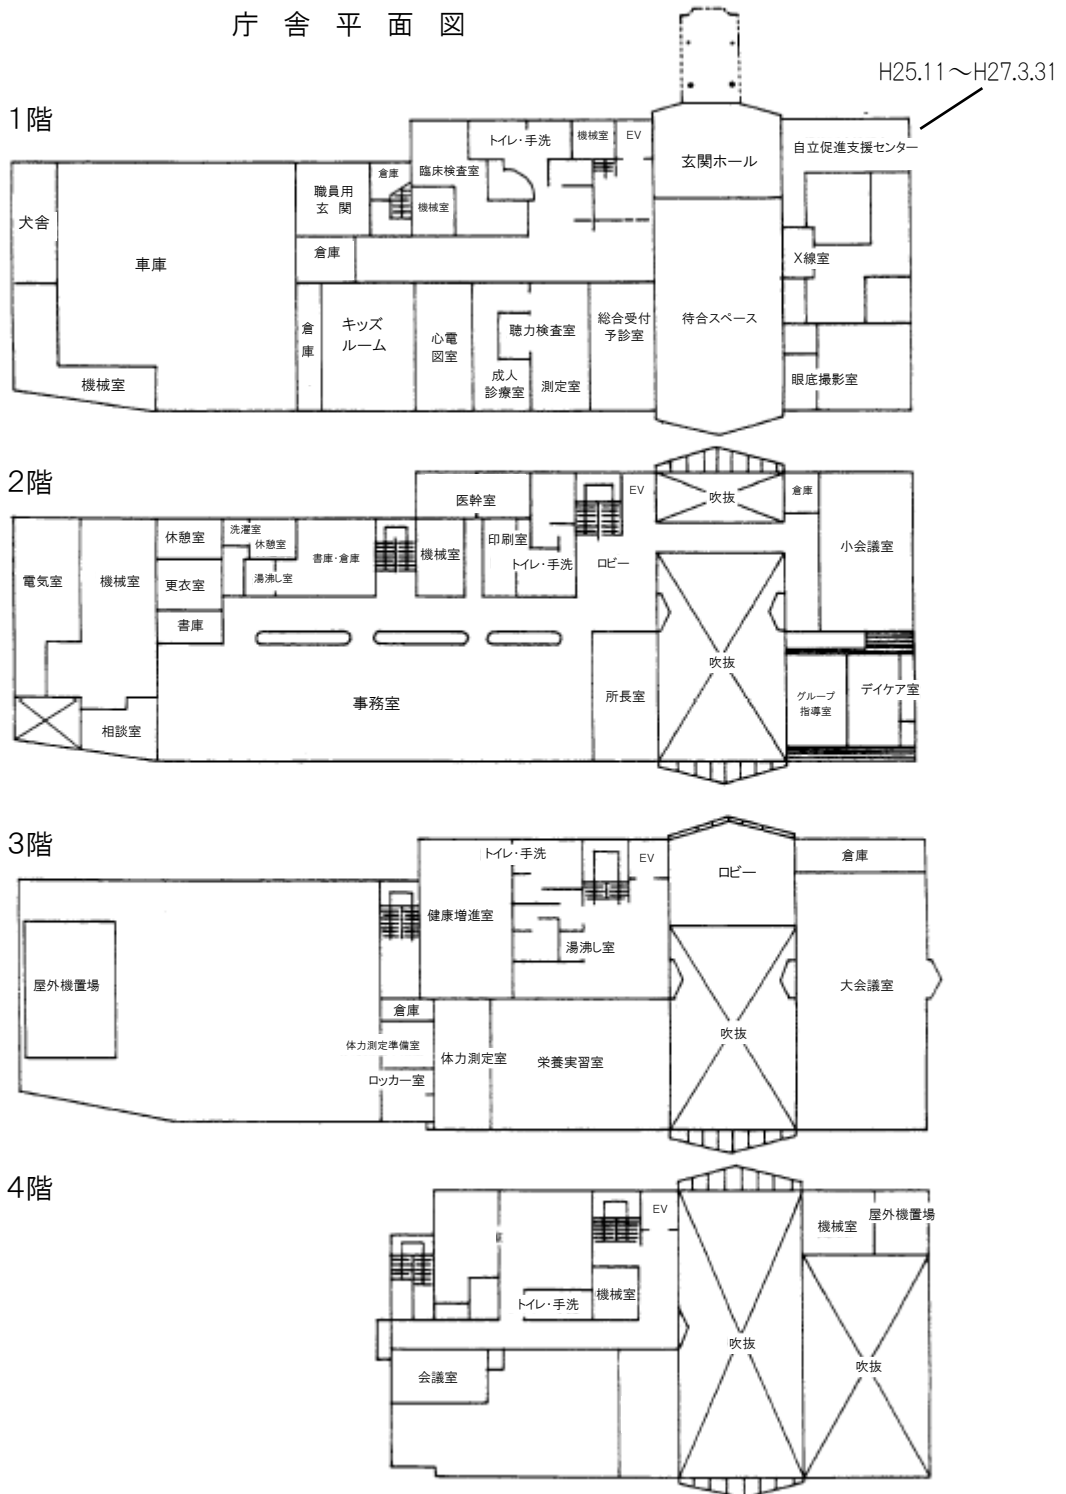 庁舎平面図
H25.11～H27.3.31
1階
トイレ・手洗
機械室
EV
玄関ホール
自立促進支援センター
倉庫
臨床検査室
職員用
玄関
機械室
犬舎
車庫
倉庫
X線室
倉
庫
キッズ
ルーム
心電
図室
聴力検査室
総合受付
予診室
待合スペース
成人
診療室
測定室
眼底撮影室
機械室
2階
医幹室
EV
吹抜
倉庫
休憩室
洗濯室
休憩室
書庫・倉庫
機械室
印刷室
トイレ・手洗
ロビー
小会議室
電気室
機械室
更衣室
湯沸し室
書庫
吹抜
事務室
所長室
グループ
指導室
デイケア室
相談室
3階
トイレ・手洗
EV
ロビー
倉庫
健康増進室
湯沸し室
屋外機置場
大会議室
倉庫
吹抜
体力測定準備室
体力測定室
栄養実習室
ロッカー室
4階
EV
機械室
屋外機置場
機械室
トイレ・手洗
吹抜
吹抜
会議室